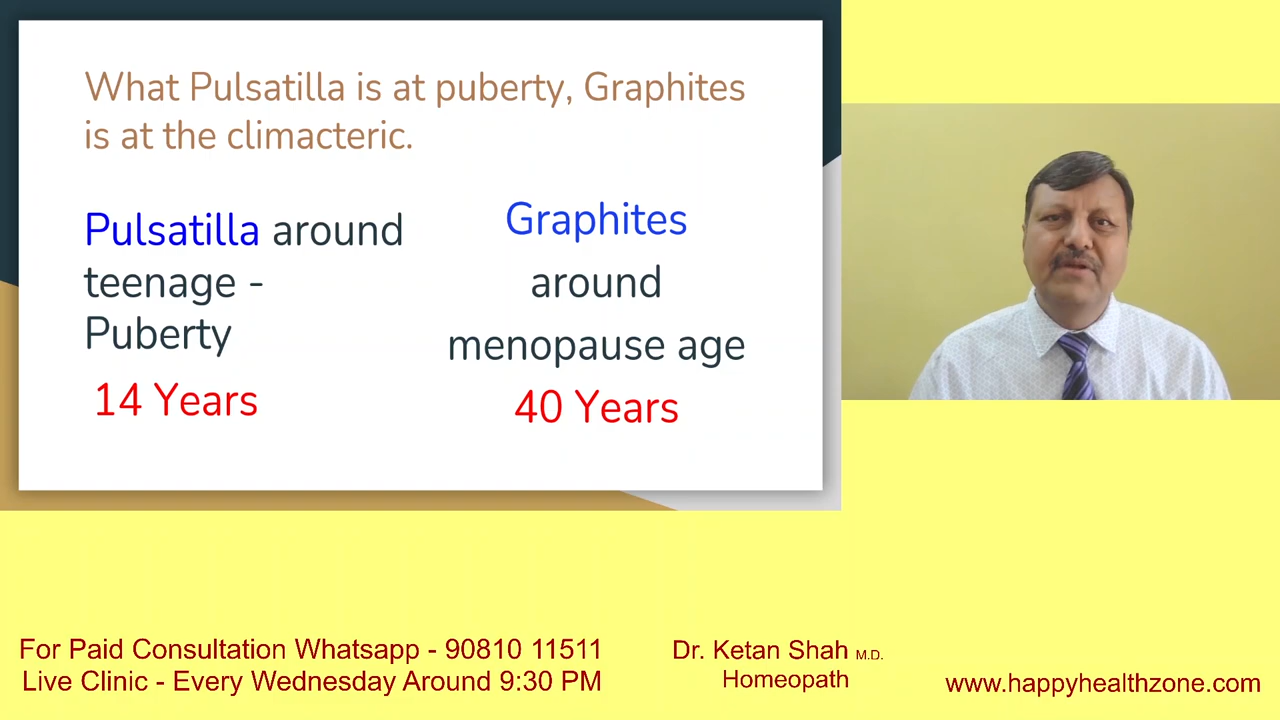 What Pulsatilla is at puberty, Graphites
is at the climacteric.
Pulsatilla around
teenage -
Puberty
14 Years
Graphites
around
menopause age
40 Years
For Paid Consultation Whatsapp - 90810 11511
Live Clinic - Every Wednesday Around 9:30 PM
Dr. Ketan Shah M.D.
Homeopath
www.happyhealthzone.com